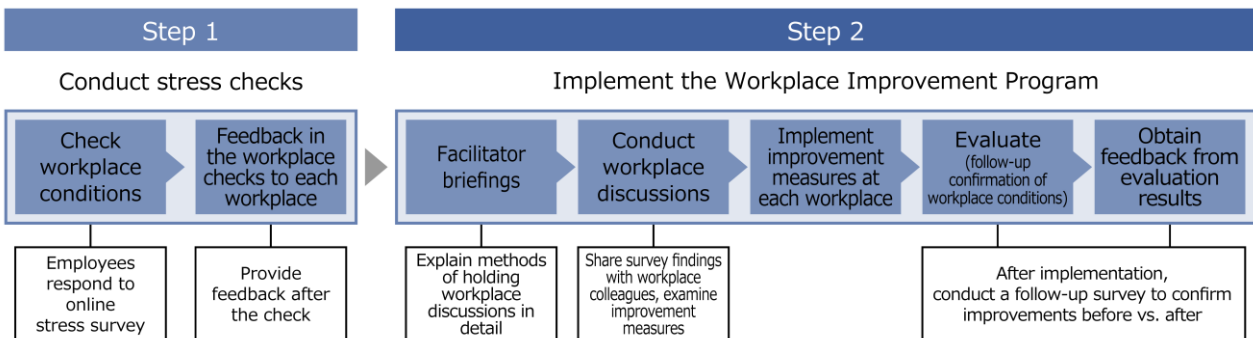 Step 1
Step 2
Conduct stress checks
Implement the Workplace Improvement Program
Check
workplace
conditions
Feedback in
the workplace
checks to each
workplace
Facilitator
briefings
Conduct
workplace
discussions
Implement
improvement
measures at
each workplace
Evaluate
(follow-up
confirmation of
workplace conditions)
Obtain
feedback from
evaluation
results
Employees
respond to
online
stress survey
Provide
feedback after
the check
Explain methods
of holding
workplace
discussions in
detail
Share survey findings
with workplace
colleagues, examine
improvement
measures
After implementation,
conduct a follow-up survey to confirm
improvements before vs. after